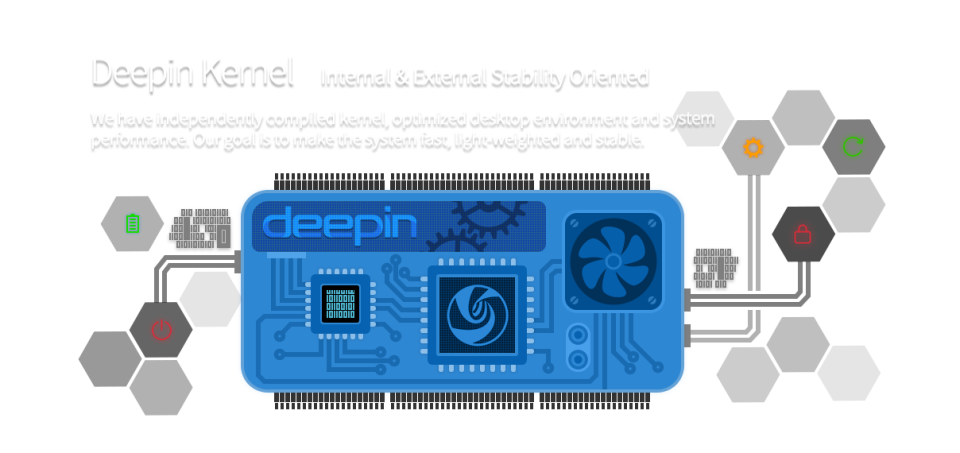 Deepin Kernel Internal & External Stability Oriented
We have independently compiled kernel, optimized desktop environment and system
performance. Our goal is to make the system fast, light-weighted and stable.
deepin